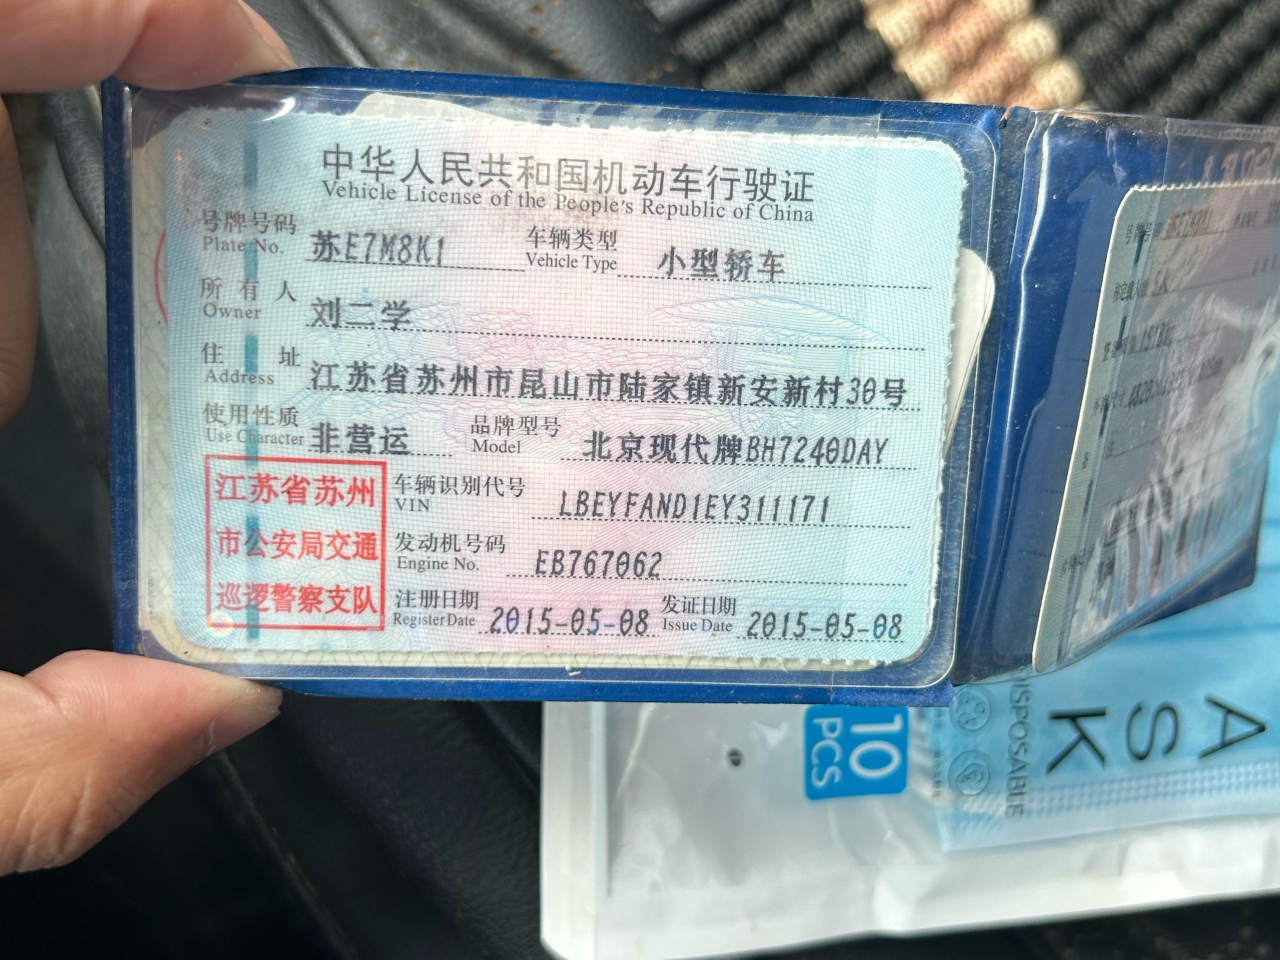 中华人民共和国机动车行驶证
Vehicle License of the People's Republic of China
号牌号码 Plate No. 苏E7M8K1 车辆类型 Vehicle Type 小型轿车
所有人 Owner 刘二学
住址 Address 江苏省苏州市昆山市陆家镇新安新村30号
使用性质 Use Character 非营运 品牌型号 Model 北京现代牌BH7240DAY
车辆识别代号 VIN LBEYFAND1EY311171
发动机号码 Engine No. EB767062
注册日期 Register Date 2015-05-08 发证日期 Issue Date 2015-05-08
江苏省苏州
市公安局交通
巡逻警察支队
5人
10
PCS
DISPOSABLE
ASK